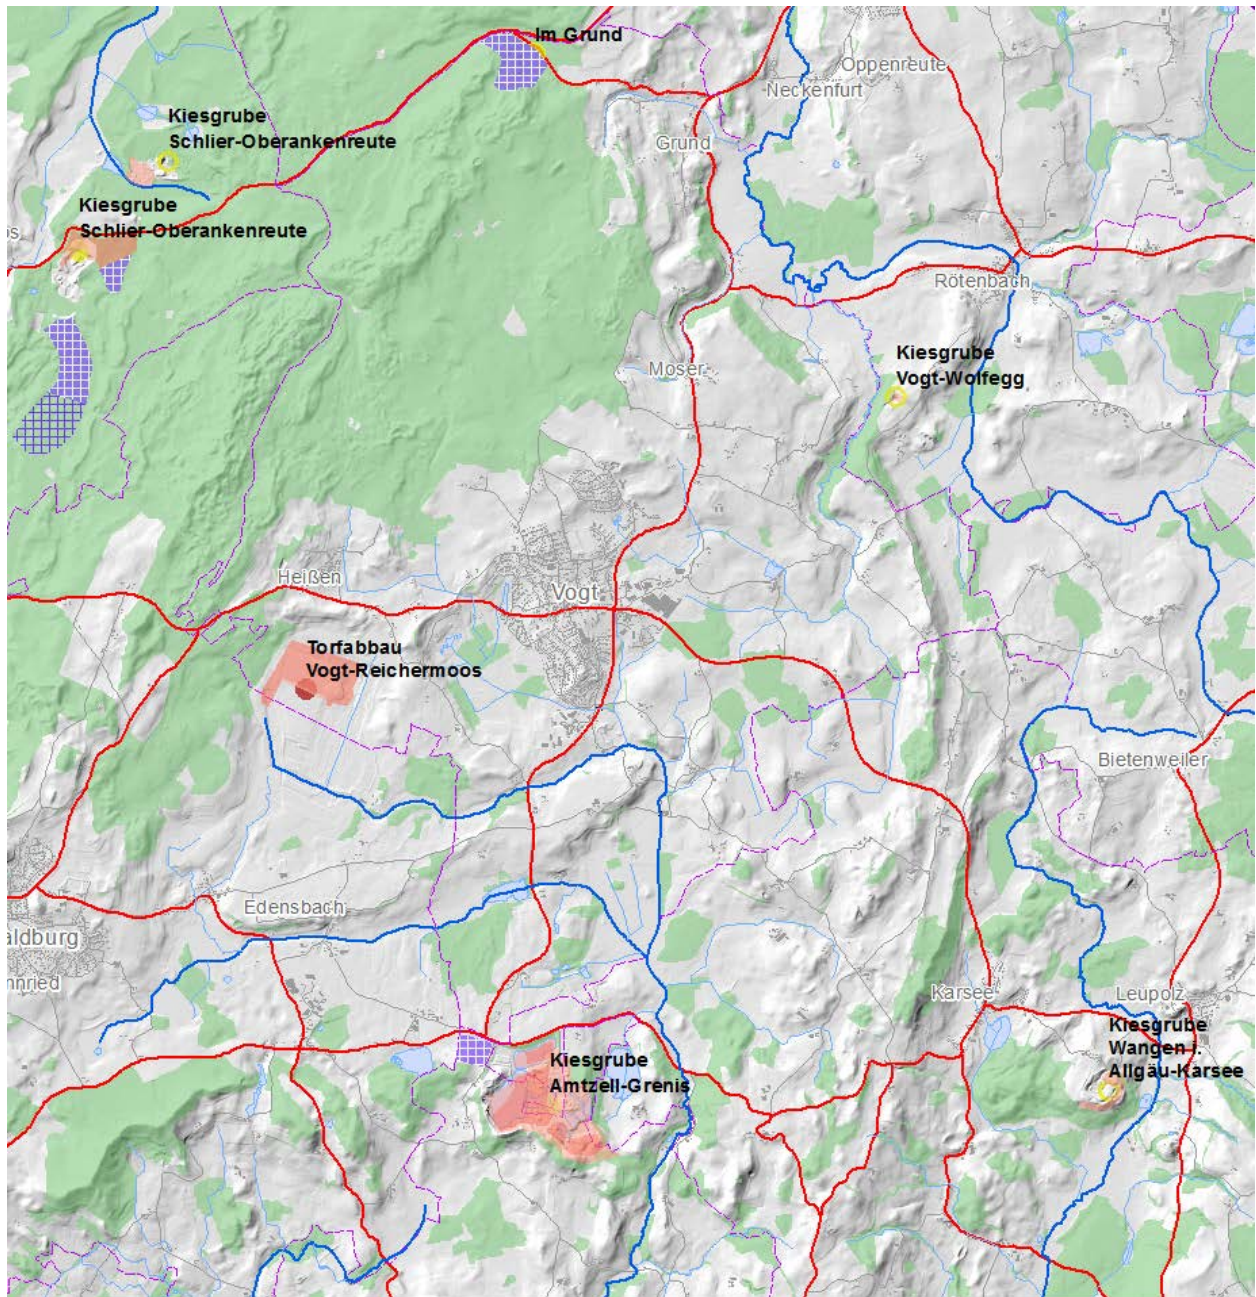 Im Grund
Oppenreute
Neckenfurt
Kiesgrube
Schlier-Oberankenreute
Grund
Kiesgrube
Schlier-Oberankenreute
Rötenbach
Kiesgrube
Vogt-Wolfegg
Moser
Heißen
Vogt
Torfabbau
Vogt-Reichermoos
Bietenweiler
Edensbach
aldburg
nnried
Karsee
Leupolz
Kiesgrube
Wangen i.
Allgäu-Karsee
Kiesgrube
Amtzell-Grenis